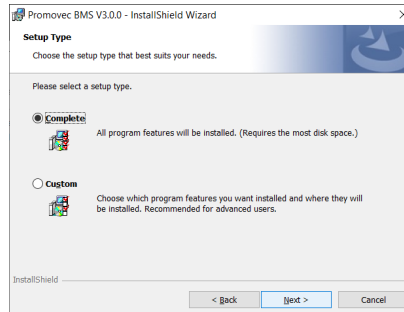 Promovec BMS V3.0.0 - InstallShield Wizard
Setup Type
Choose the setup type that best suits your needs.
Please select a setup type.
Complete
All program features will be installed. (Requires the most disk space.)
Custom
Choose which program features you want installed and where they will
be installed. Recommended for advanced users.
InstallShield
< Back
Next >
Cancel